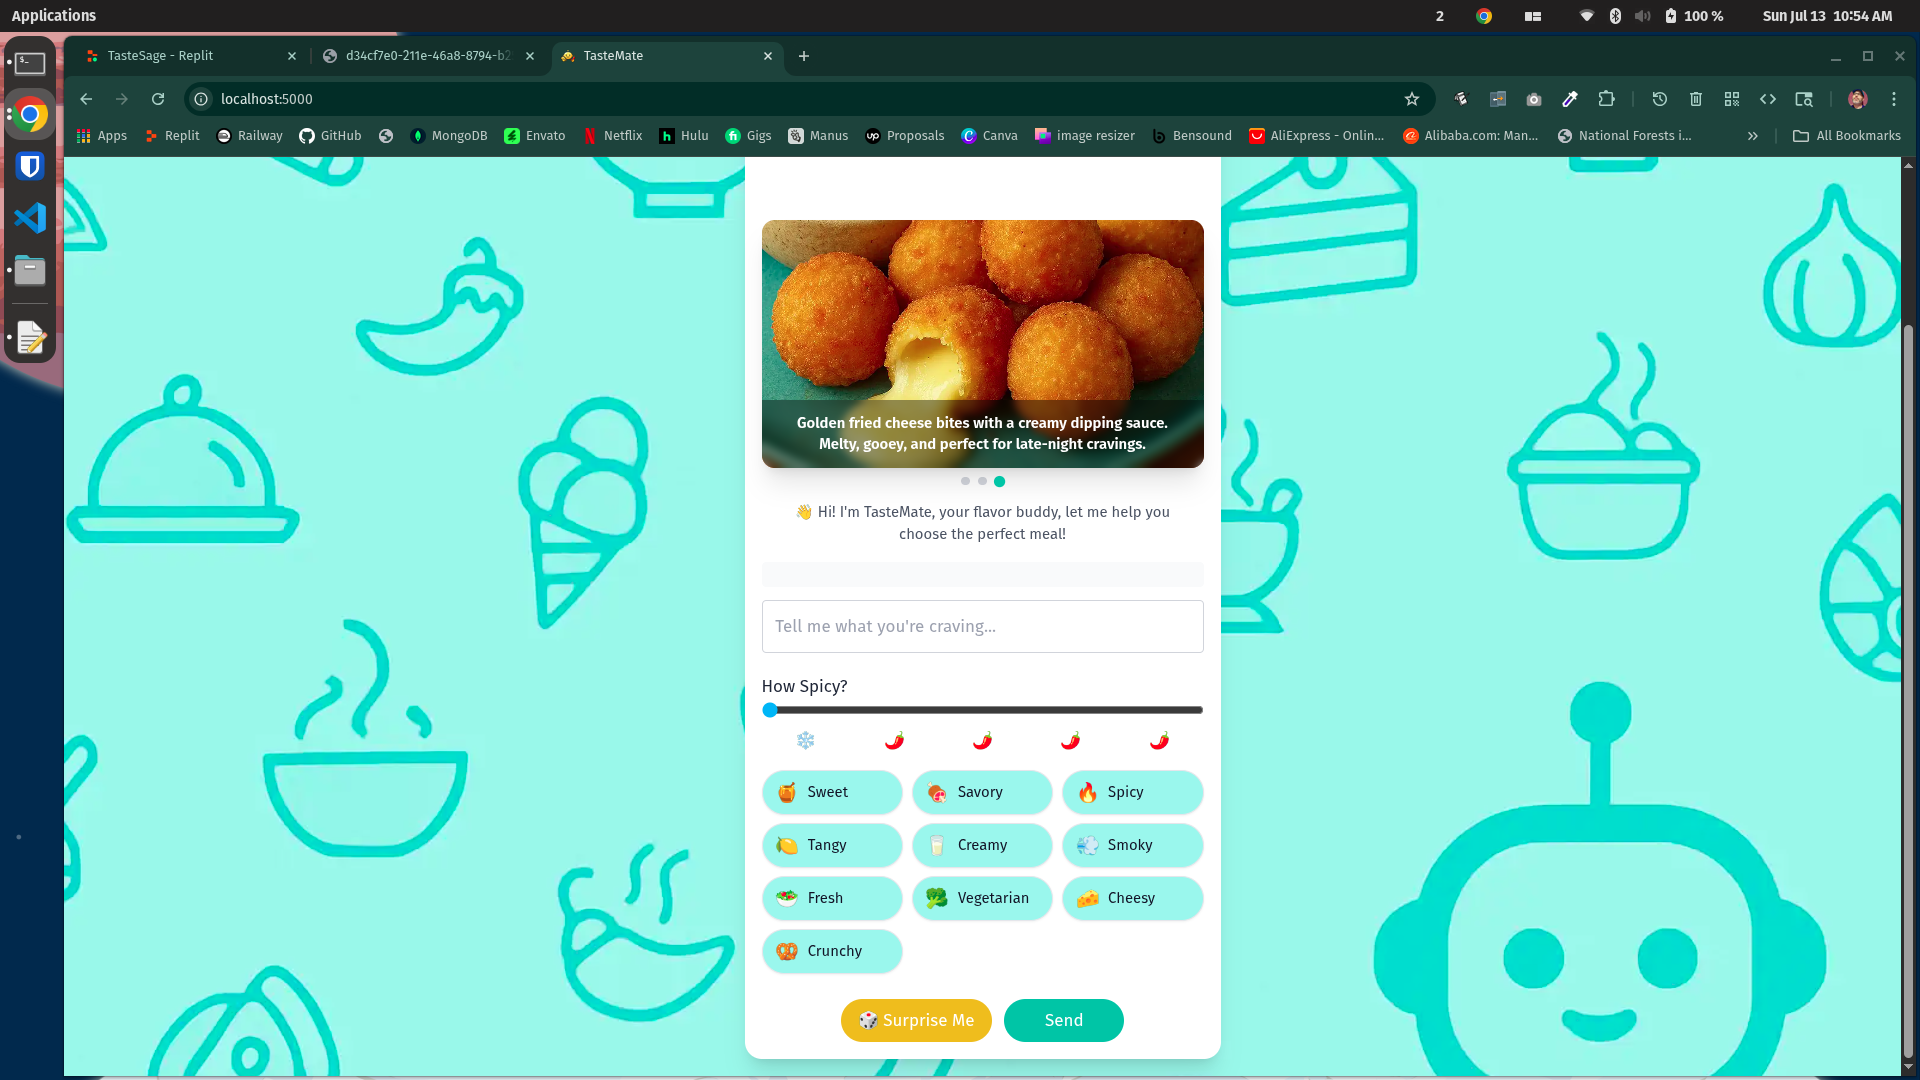 Applications
2
100 %
Sun Jul 13 10:54 AM
TasteSage - Replit
d34cf7e0-211e-46a8-8794-b2
TasteMate
localhost:5000
Apps
Replit
Railway
GitHub
MongoDB
Envato
Netflix
Hulu
Gigs
Manus
Proposals
Canva
image resizer
Bensound
AliExpress - Onlin...
Alibaba.com: Man...
National Forests i...
All Bookmarks
Golden fried cheese bites with a creamy dipping sauce.
Melty, gooey, and perfect for late-night cravings.
👋 Hi! I'm TasteMate, your flavor buddy, let me help you
choose the perfect meal!
Tell me what you're craving...
How Spicy?
Sweet
Savory
Spicy
Tangy
Creamy
Smoky
Fresh
Vegetarian
Cheesy
Crunchy
Surprise Me
Send